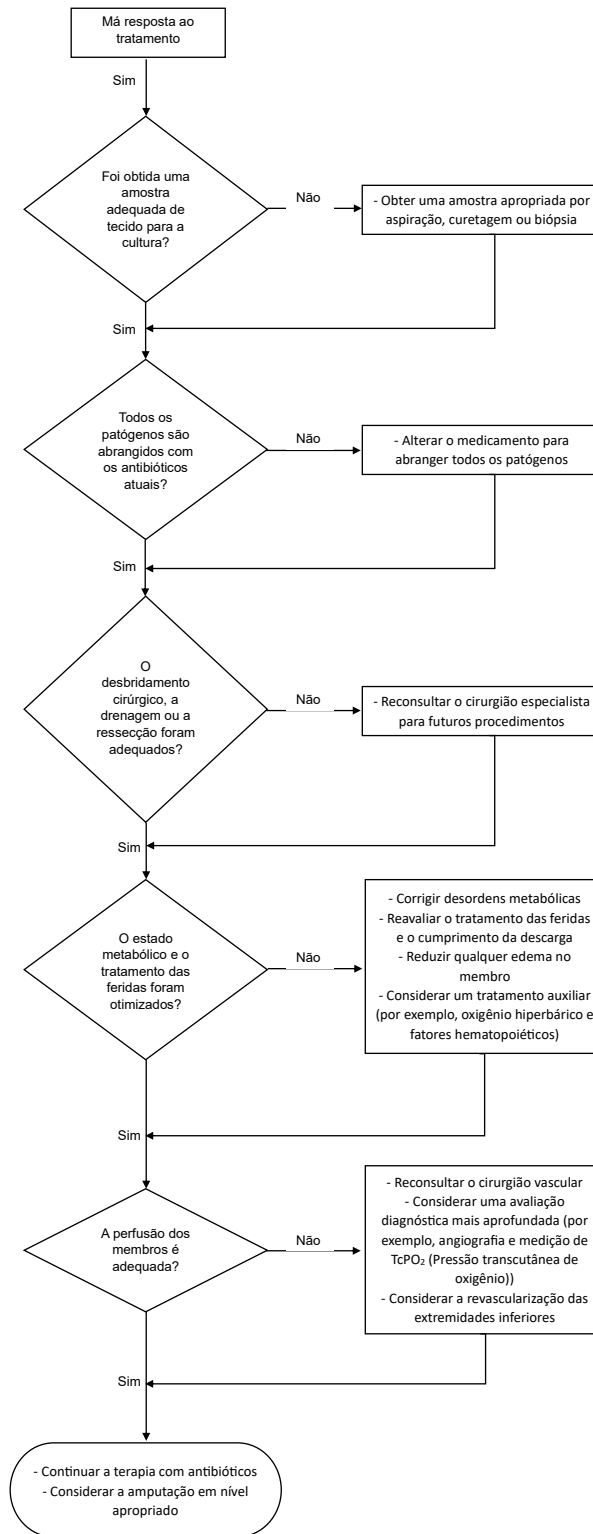 Má resposta ao
tratamento
Sim
Foi obtida uma
amostra
adequada de
tecido para a
cultura?
Não
- Obter uma amostra apropriada por
aspiração, curetagem ou biópsia
Sim
Todos os
patógenos são
abrangidos com
os antibióticos
atuais?
Não
- Alterar o medicamento para
abranger todos os patógenos
Sim
O
desbridamento
cirúrgico, a
drenagem ou a
ressecção foram
adequados?
Não
- Reconsultar o cirurgião especialista
para futuros procedimentos
Sim
O estado
metabólico e o
tratamento das
feridas foram
otimizados?
Não
- Corrigir desordens metabólicas
- Reavaliar o tratamento das feridas
e o cumprimento da descarga
- Reduzir qualquer edema no
membro
- Considerar um tratamento auxiliar
(por exemplo, oxigênio hiperbárico e
fatores hematopoiéticos)
Sim
A perfusão dos
membros é
adequada?
Não
- Reconsultar o cirurgião vascular
- Considerar uma avaliação
diagnóstica mais aprofundada (por
exemplo, angiografia e medição de
TcPO₂ (Pressão transcutânea de
oxigênio))
- Considerar a revascularização das
extremidades inferiores
Sim
- Continuar a terapia com antibióticos
- Considerar a amputação em nível
apropriado